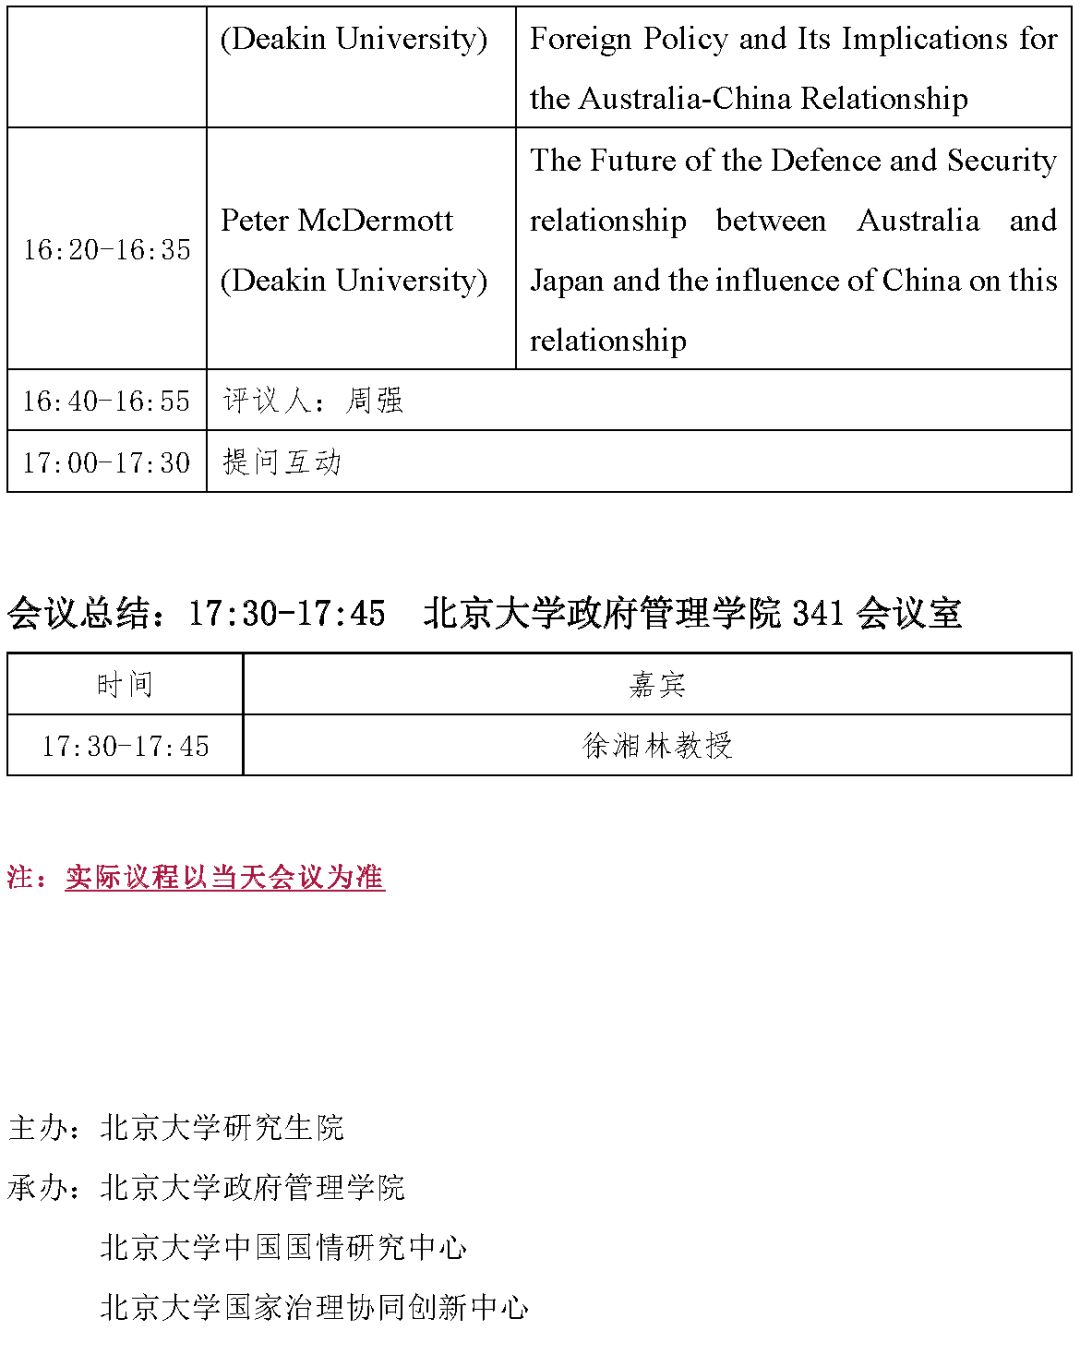 (Deakin University)
Foreign Policy and Its Implications for
the Australia-China Relationship
16:20-16:35
Peter McDermott
(Deakin University)
The Future of the Defence and Security
relationship between Australia and
Japan and the influence of China on this
relationship
16:40-16:55
评议人：周强
17:00-17:30
提问互动
会议总结：17:30-17:45 北京大学政府管理学院 341 会议室
时间
嘉宾
17:30-17:45
徐湘林教授
注：实际议程以当天会议为准
主办：北京大学研究生院
承办：北京大学政府管理学院
北京大学中国国情研究中心
北京大学国家治理协同创新中心